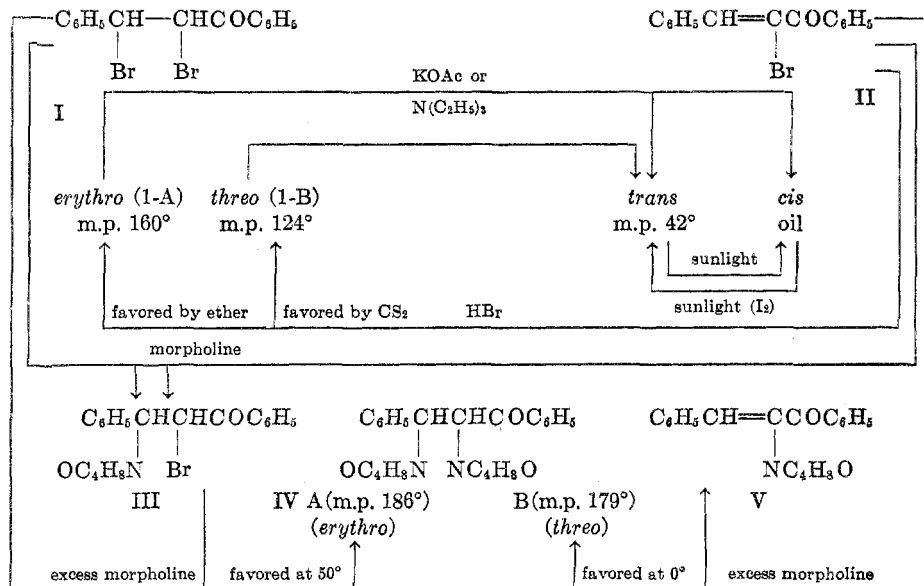 C₆H₅CH—CHCOC₆H₅ C₆H₅CH=CCOC₆H₅
Br Br Br
KOAc or
I II
N(C₂H₅)₃
erythro (1-A) threo (1-B) trans cis
m.p. 160° m.p. 124° m.p. 42° oil
sunlight
favored by ether favored by CS₂ HBr sunlight (I₂)
morpholine
C₆H₅CHCHCOC₆H₅ C₆H₅CHCHCOC₆H₅ C₆H₅CH=CCOC₆H₅
OC₄H₈N Br OC₄H₈N NC₄H₈O NC₄H₈O
III IV A (m.p. 186°) B (m.p. 179°) V
(erythro) (threo)
excess morpholine favored at 50° favored at 0° excess morpholine